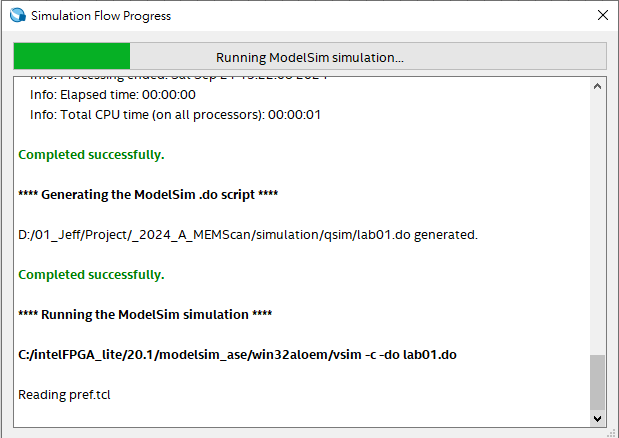 Simulation Flow Progress
Running ModelSim simulation...
Info: Elapsed time: 00:00:00
Info: Total CPU time (on all processors): 00:00:01
Completed successfully.
**** Generating the ModelSim .do script ****
D:/01_Jeff/Project/_2024_A_MEMScan/simulation/qsim/lab01.do generated.
Completed successfully.
**** Running the ModelSim simulation ****
C:/intelFPGA_lite/20.1/modelsim_ase/win32aloem/vsim -c -do lab01.do
Reading pref.tcl